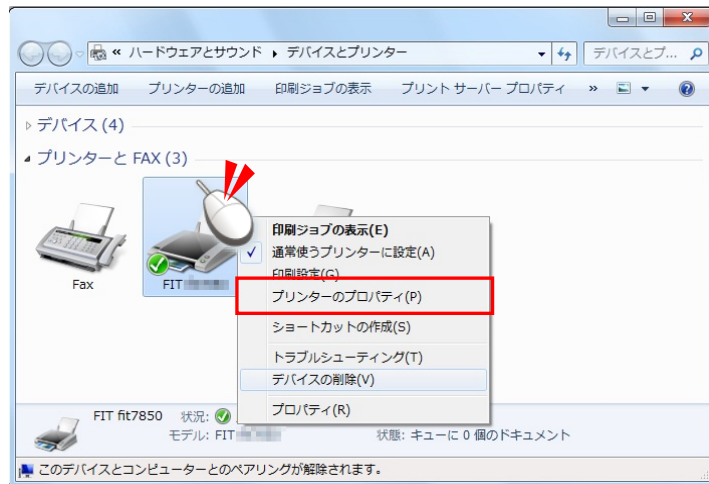 « ハードウェアとサウンド ▸ デバイスとプリンター
デバイスとプ...
デバイスの追加 プリンターの追加 印刷ジョブの表示 プリント サーバー プロパティ »
デバイス (4)
プリンターと FAX (3)
Fax
FIT
印刷ジョブの表示(E)
通常使うプリンターに設定(A)
印刷設定(G)
プリンターのプロパティ(P)
ショートカットの作成(S)
トラブルシューティング(T)
デバイスの削除(V)
プロパティ(R)
FIT fit7850 状況:
モデル: FIT 状態: キューに 0 個のドキュメント
このデバイスとコンピューターとのペアリングが解除されます。